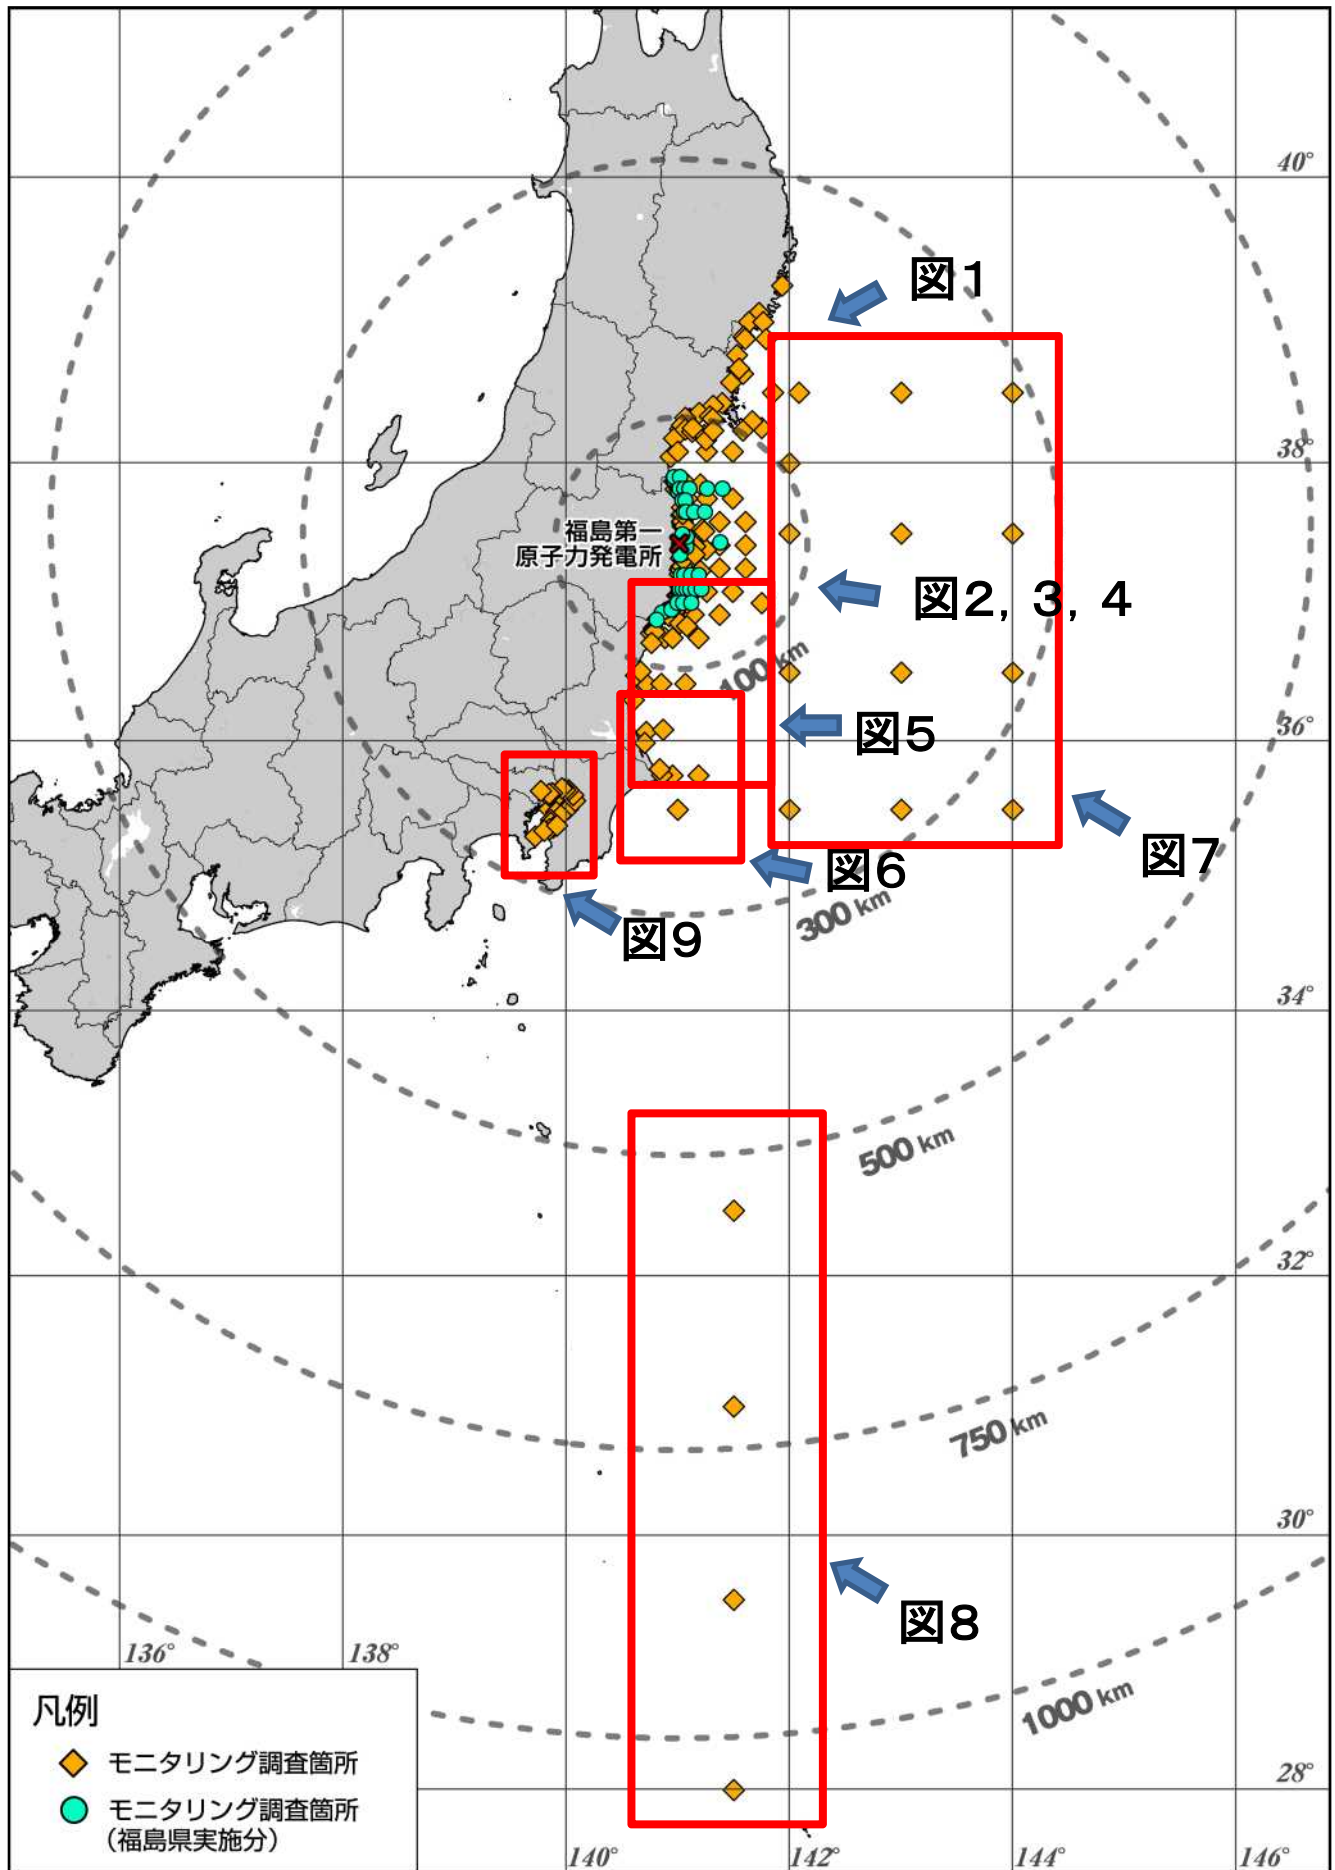 40°
図1
38°
福島第一
原子力発電所
図2, 3, 4
100 km
36°
図5
図7
図6
300 km
図9
34°
500 km
32°
750 km
30°
図8
136°
138°
1000 km
凡例
モニタリング調査箇所
28°
モニタリング調査箇所
(福島県実施分)
140°
142°
144°
146°